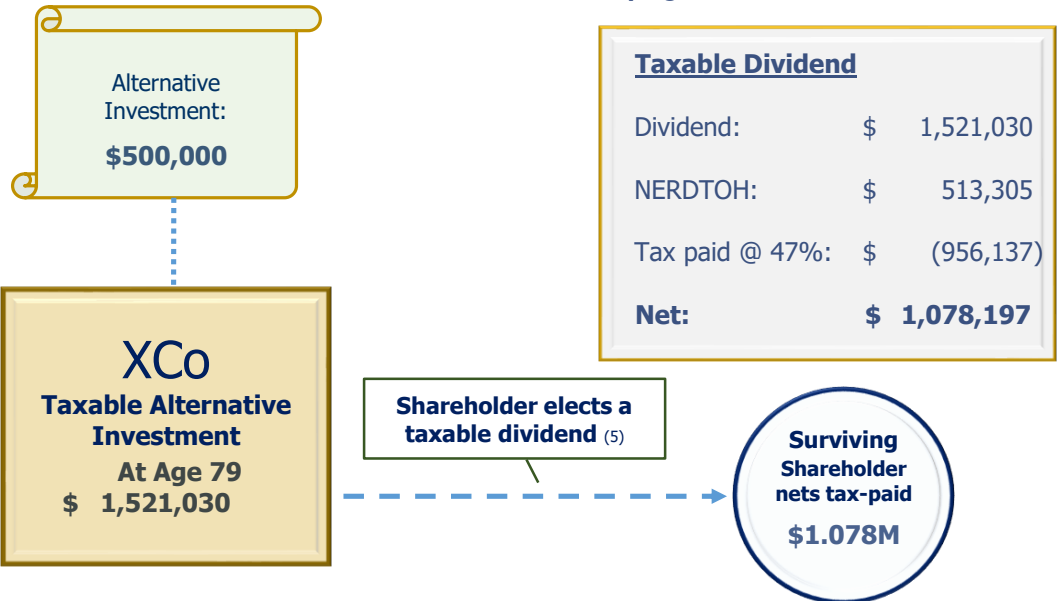 Alternative
Investment:
$500,000
Taxable Dividend
Dividend: $ 1,521,030
NERDTOH: $ 513,305
Tax paid @ 47%: $ (956,137)
Net: $ 1,078,197
XCo
Taxable Alternative
Investment
At Age 79
$ 1,521,030
Shareholder elects a
taxable dividend (5)
Surviving
Shareholder
nets tax-paid
$1.078M